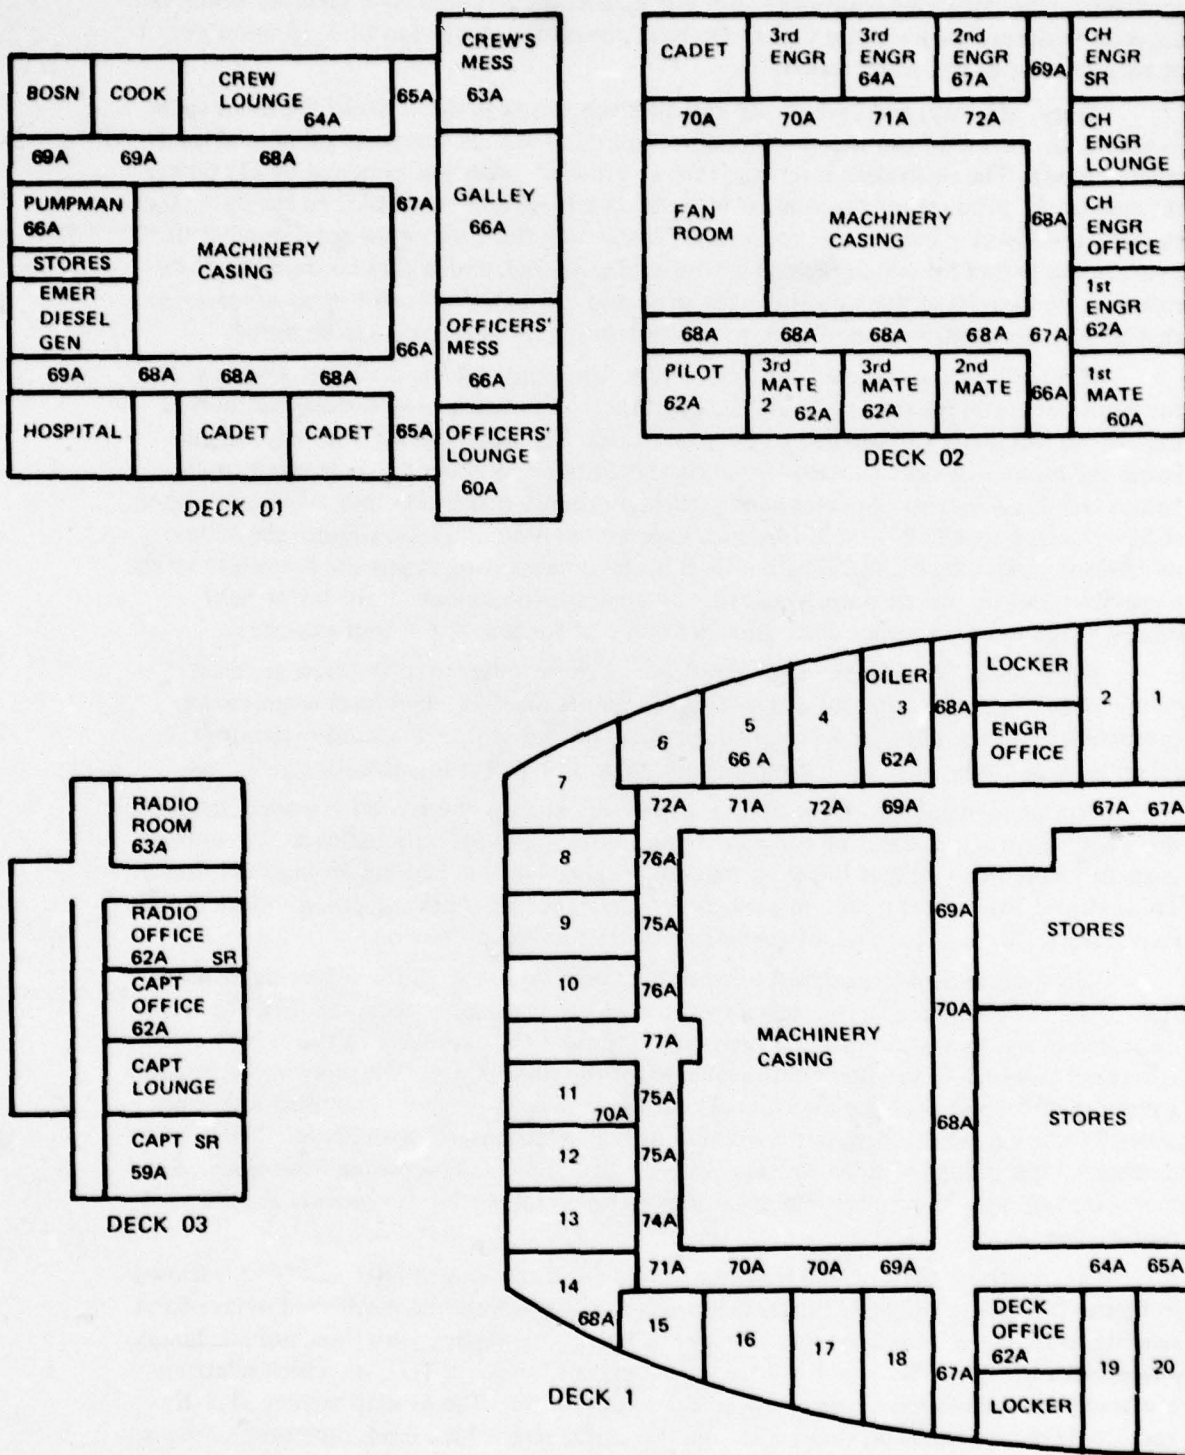 BOSN
COOK
CREW
LOUNGE
64A
65A
CREW'S
MESS
63A
69A
69A
68A
67A
PUMPMAN
66A
STORES
EMER
DIESEL
GEN
MACHINERY
CASING
GALLEY
66A
OFFICERS'
MESS
66A
66A
69A
68A
68A
68A
HOSPITAL
CADET
CADET
65A
OFFICERS'
LOUNGE
60A
DECK 01
CADET
3rd
ENGR
3rd
ENGR
64A
2nd
ENGR
67A
69A
CH
ENGR
SR
70A
70A
71A
72A
CH
ENGR
LOUNGE
FAN
ROOM
MACHINERY
CASING
68A
CH
ENGR
OFFICE
1st
ENGR
62A
68A
68A
68A
68A
67A
PILOT
62A
3rd
MATE
2 62A
3rd
MATE
62A
2nd
MATE
66A
1st
MATE
60A
DECK 02
RADIO
ROOM
63A
RADIO
OFFICE
62A SR
CAPT
OFFICE
62A
CAPT
LOUNGE
CAPT SR
59A
DECK 03
7
6
5
66 A
4
OILER
3
62A
68A
LOCKER
ENGR
OFFICE
2
1
72A
71A
72A
69A
67A
67A
8
76A
9
75A
10
76A
77A
11
70A
75A
12
75A
13
74A
MACHINERY
CASING
69A
70A
68A
STORES
STORES
14
68A
71A
70A
70A
69A
64A
65A
15
16
17
18
67A
DECK
OFFICE
62A
LOCKER
19
20
DECK 1